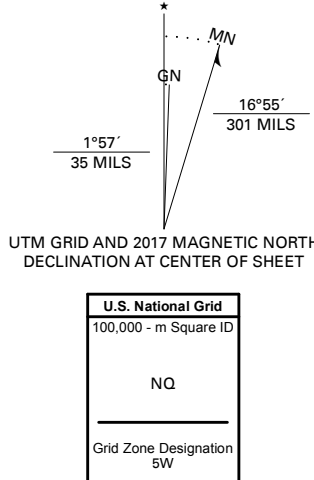 ★
MN
GN
1°57´
35 MILS
16°55´
301 MILS
UTM GRID AND 2017 MAGNETIC NORTH
DECLINATION AT CENTER OF SHEET
U.S. National Grid
100,000 - m Square ID
NQ
Grid Zone Designation
5W